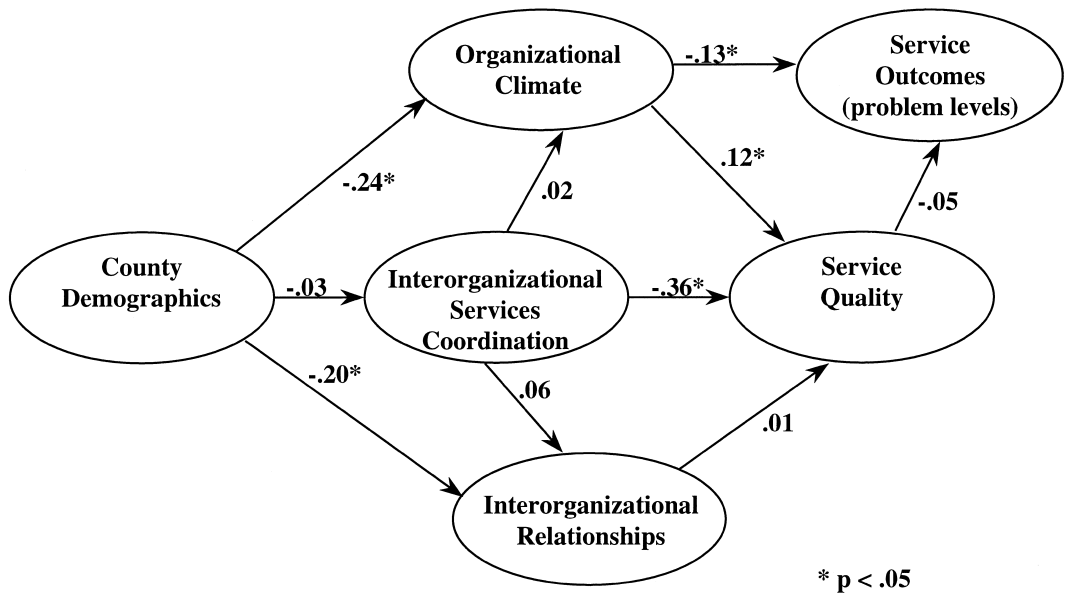 Organizational
Climate
-.13*
Service
Outcomes
(problem levels)
-.24*
.02
.12*
-.05
County
Demographics
-.03
Interorganizational
Services
Coordination
-.36*
Service
Quality
-.20*
.06
.01
Interorganizational
Relationships
* p < .05